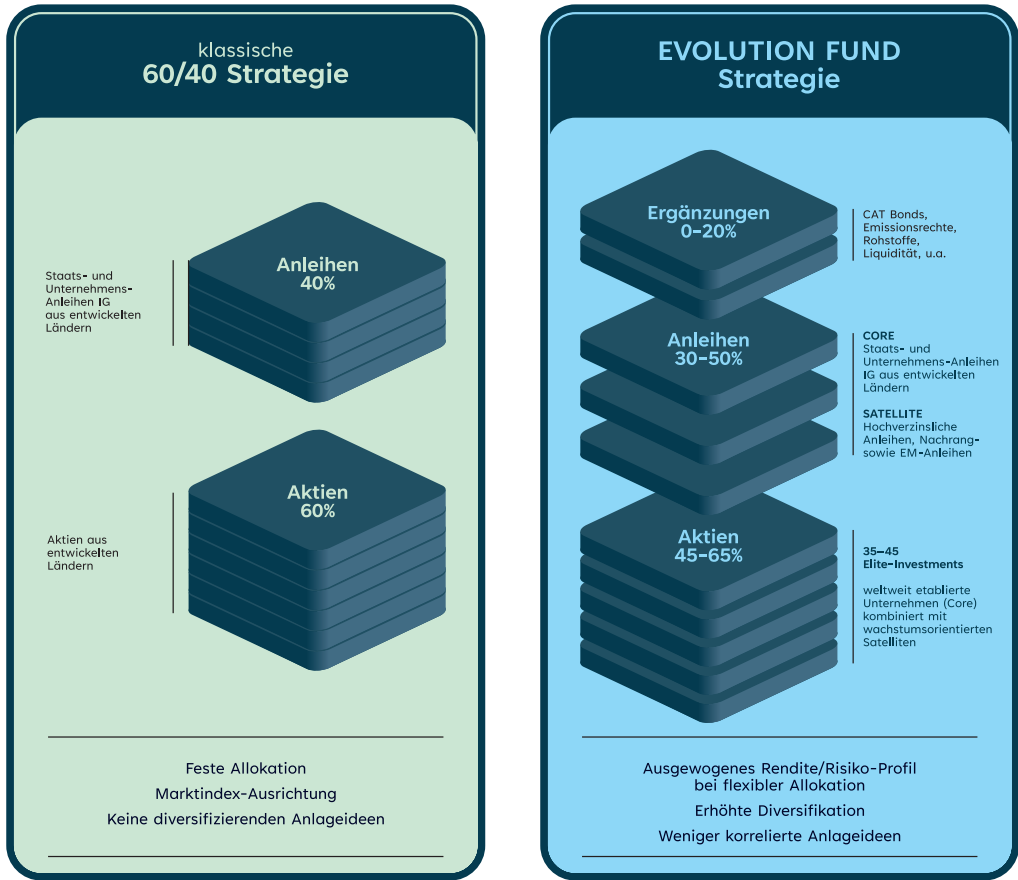 klassische
60/40 Strategie
Anleihen
40%
Staats- und
Unternehmens-
Anleihen IG
aus entwickelten
Ländern
Aktien
60%
Aktien aus
entwickelten
Ländern
Feste Allokation
Marktindex-Ausrichtung
Keine diversifizierenden Anlageideen
EVOLUTION FUND
Strategie
Ergänzungen
0–20%
CAT Bonds,
Emissionsrechte,
Rohstoffe,
Liquidität, u.a.
Anleihen
30–50%
CORE
Staats- und
Unternehmens-Anleihen
IG aus entwickelten
Ländern
SATELLITE
Hochverzinsliche
Anleihen, Nachrang-
sowie EM-Anleihen
Aktien
45–65%
35–45
Elite-Investments
weltweit etablierte
Unternehmen (Core)
kombiniert mit
wachstumsorientierten
Satelliten
Ausgewogenes Rendite/Risiko-Profil
bei flexibler Allokation
Erhöhte Diversifikation
Weniger korrelierte Anlageideen